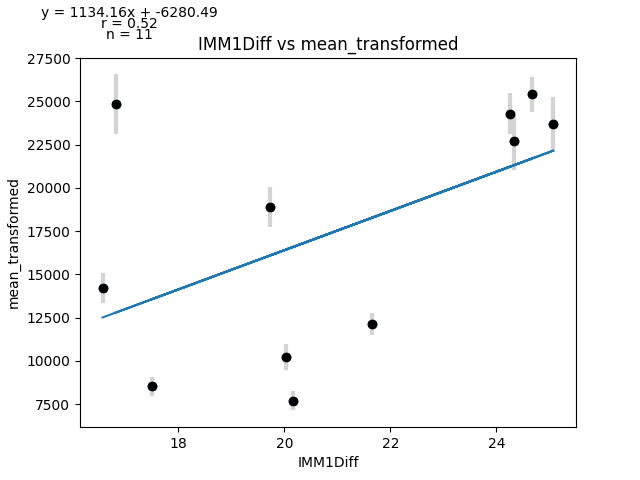 y = 1134.16x + -6280.49
r = 0.52
n = 11
IMM1Diff vs mean_transformed
27500
25000
22500
20000
17500
15000
12500
10000
7500
mean_transformed
18 20 22 24
IMM1Diff